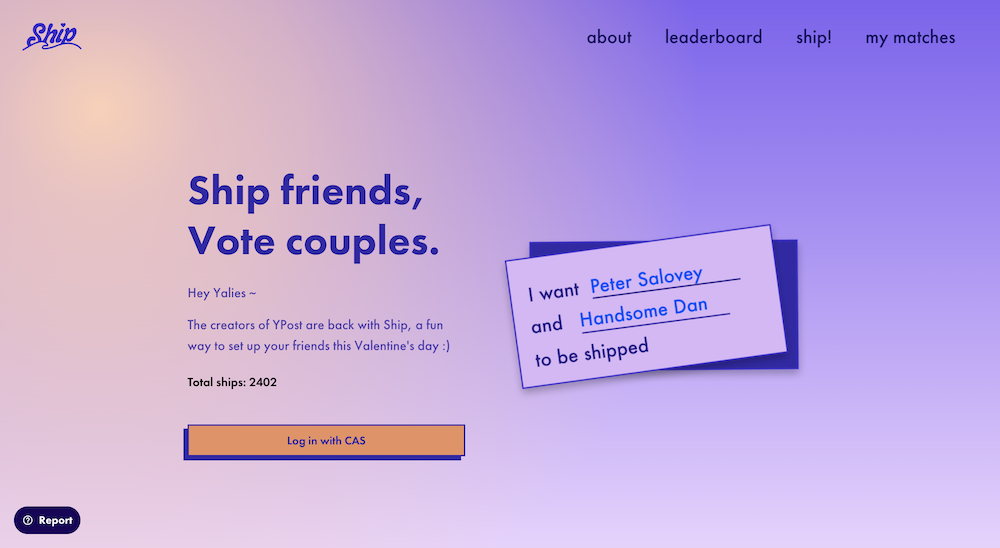 Ship
about leaderboard ship! my matches
Ship friends,
Vote couples.
Hey Yalies ~
The creators of YPost are back with Ship, a fun
way to set up your friends this Valentine's day :)
Total ships: 2402
Log in with CAS
I want Peter Salovey
and Handsome Dan
to be shipped
Report